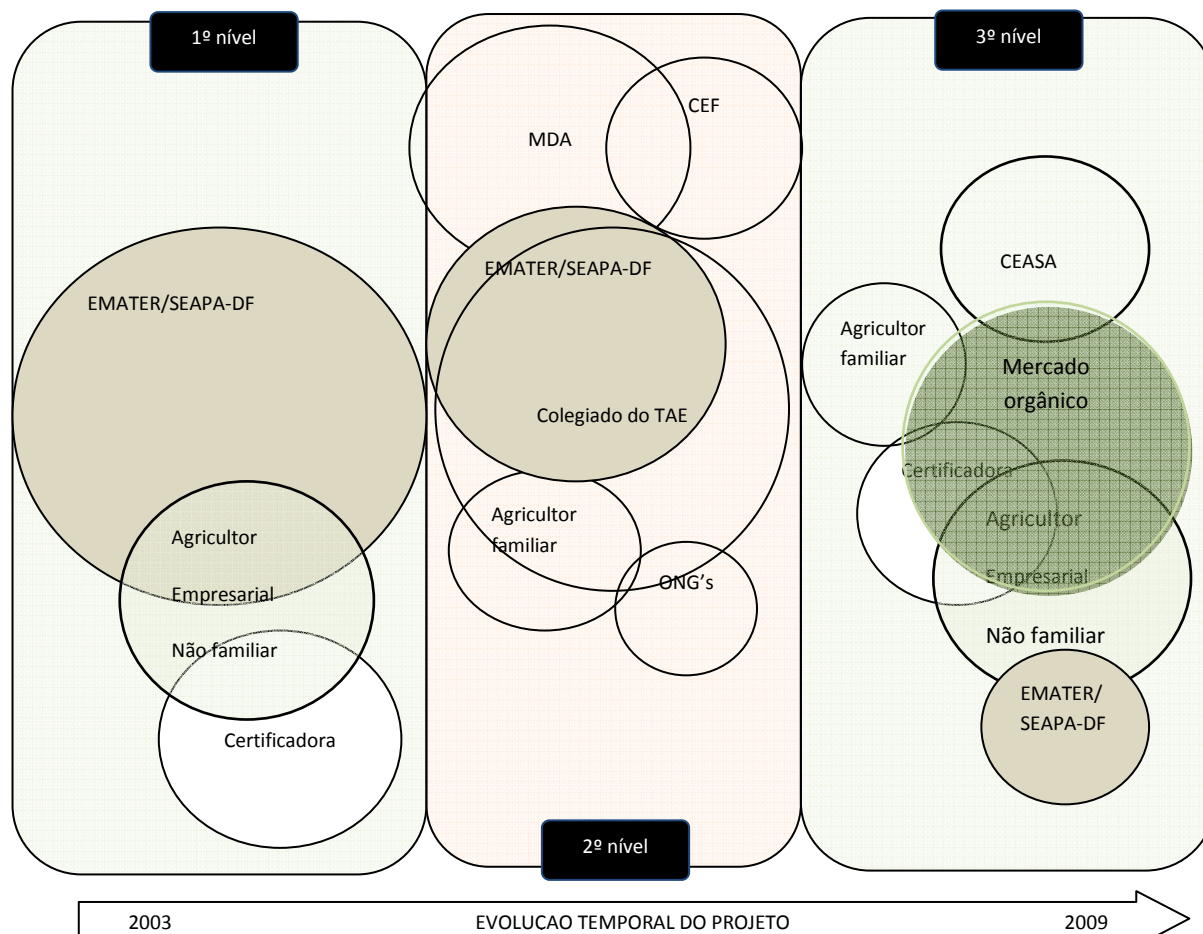 1º nível
EMATER/SEAPA-DF
Agricultor
Empresarial
Não familiar
Certificadora
MDA
CEF
EMATER/SEAPA-DF
Colegiado do TAE
Agricultor
familiar
ONG's
2º nível
3º nível
CEASA
Agricultor
familiar
Mercado
orgânico
Certificadora
Agricultor
Empresarial
Não familiar
EMATER/
SEAPA-DF
2003
EVOLUÇAO TEMPORAL DO PROJETO
2009